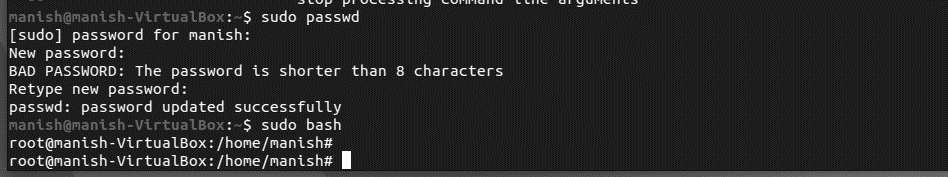 stop processing command line arguments
manish@manish-VirtualBox:~$ sudo passwd
[sudo] password for manish:
New password:
BAD PASSWORD: The password is shorter than 8 characters
Retype new password:
passwd: password updated successfully
manish@manish-VirtualBox:~$ sudo bash
root@manish-VirtualBox:/home/manish#
root@manish-VirtualBox:/home/manish#